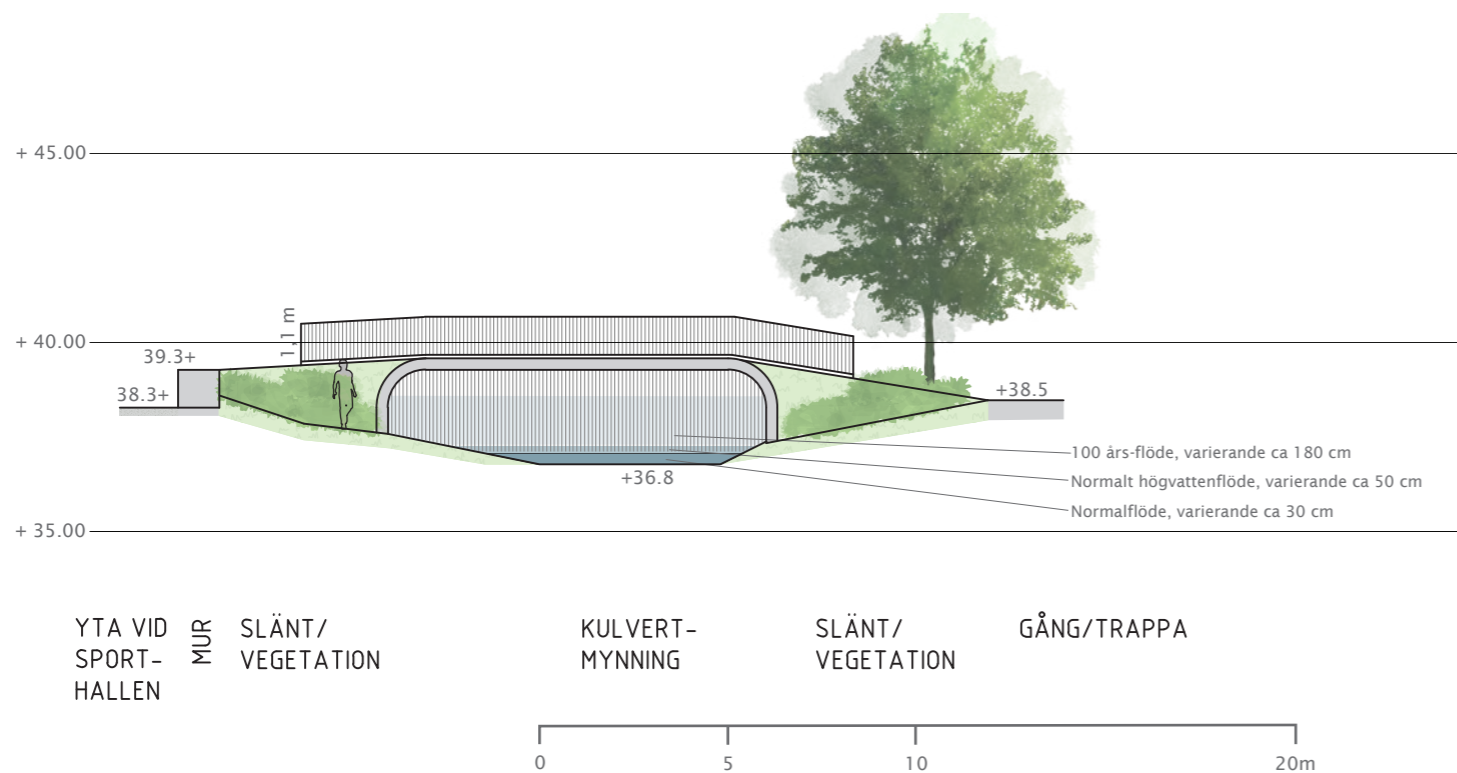 + 45.00
1,1 m
+ 40.00
39.3+
38.3+
+38.5
100 års-flöde, varierande ca 180 cm
+36.8
Normalt högvattenflöde, varierande ca 50 cm
Normalflöde, varierande ca 30 cm
+ 35.00
YTA VID
SPORT-
HALLEN
MUR
SLÄNT/
VEGETATION
KULVERT-
MYNNING
SLÄNT/
VEGETATION
GÅNG/TRAPPA
0
5
10
20m